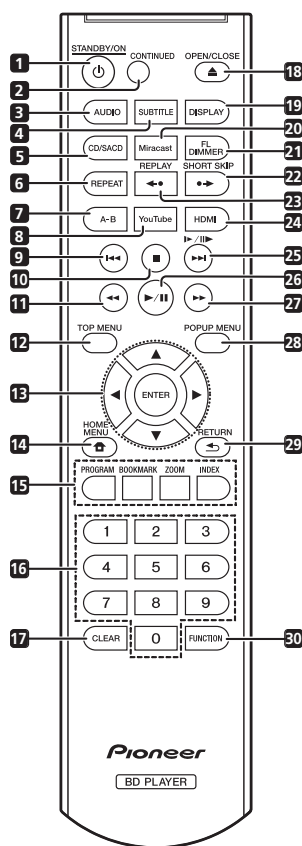 STANDBY/ON CONTINUED OPEN/CLOSE
1 2 18
AUDIO SUBTITLE DISPLAY
3 4 19
20
CD/SACD Miracast FL DIMMER
5 21
REPLAY SHORT SKIP
6 REPEAT 22
23
7 A-B YouTube HDMI
8 24
9 25
10 26
11 27
TOP MENU POPUP MENU
12 28
13 ENTER
HOME MENU RETURN
14 29
PROGRAM BOOKMARK ZOOM INDEX
15
1 2 3
16 4 5 6
7 8 9
17 CLEAR 0 FUNCTION 30
Pioneer
BD PLAYER